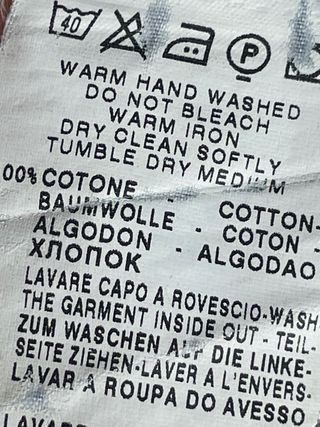 40 P
WARM HAND WASHED
DO NOT BLEACH
WARM IRON
DRY CLEAN SOFTLY
TUMBLE DRY MEDIUM
00% COTONE - COTTON-
BAUMWOLLE - COTON -
ALGODON - ALGODAO
ХЛОПОК
LAVARE CAPO A ROVESCIO-WASH
THE GARMENT INSIDE OUT - TEIL-
ZUM WASCHEN AUF DIE LINKE-
SEITE ZIEHEN-LAVER A L'ENVERS-
LAVAR A ROUPA DO AVESSO
LAVAR